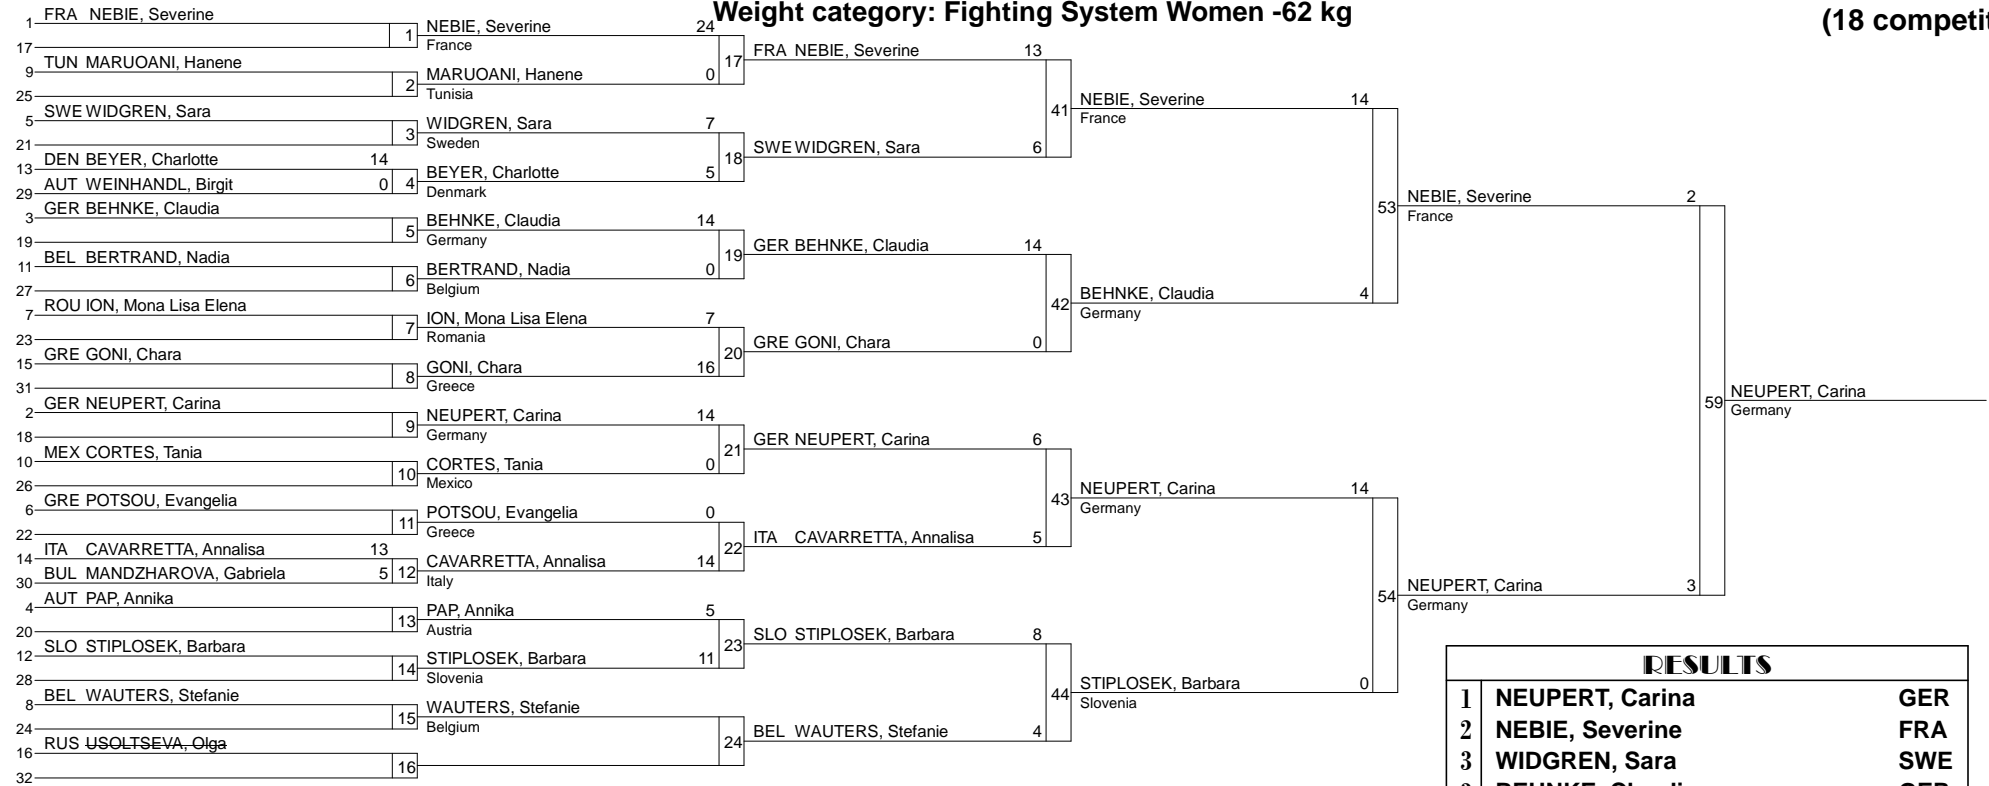 Weight category: Fighting System Women -62 kg
(18 competit
1 FRA NEBIE, Severine
17
1
9 TUN MARUOANI, Hanene
25
2
5 SWE WIDGREN, Sara
21
3
13 DEN BEYER, Charlotte 14
29 AUT WEINHANDL, Birgit 0
4
3 GER BEHNKE, Claudia
19
5
11 BEL BERTRAND, Nadia
27
6
7 ROU ION, Mona Lisa Elena
23
7
15 GRE GONI, Chara
31
8
2 GER NEUPERT, Carina
18
9
10 MEX CORTES, Tania
26
10
6 GRE POTSOU, Evangelia
22
11
14 ITA CAVARRETTA, Annalisa 13
30 BUL MANDZHAROVA, Gabriela 5
12
4 AUT PAP, Annika
20
13
12 SLO STIPLOSEK, Barbara
28
14
8 BEL WAUTERS, Stefanie
24
15
16 RUS USOLTSEVA, Olga
32
16
NEBIE, Severine 24
France
17
MARUOANI, Hanene 0
Tunisia
WIDGREN, Sara 7
Sweden
18
BEYER, Charlotte 5
Denmark
BEHNKE, Claudia 14
Germany
19
BERTRAND, Nadia 0
Belgium
ION, Mona Lisa Elena 7
Romania
20
GONI, Chara 16
Greece
NEUPERT, Carina 14
Germany
21
CORTES, Tania 0
Mexico
POTSOU, Evangelia 0
Greece
22
CAVARRETTA, Annalisa 14
Italy
PAP, Annika 5
Austria
23
STIPLOSEK, Barbara 11
Slovenia
WAUTERS, Stefanie
Belgium
24
FRA NEBIE, Severine 13
41
SWE WIDGREN, Sara 6
GER BEHNKE, Claudia 14
42
GRE GONI, Chara 0
GER NEUPERT, Carina 6
43
ITA CAVARRETTA, Annalisa 5
SLO STIPLOSEK, Barbara 8
44
BEL WAUTERS, Stefanie 4
NEBIE, Severine 14
France
53
BEHNKE, Claudia 4
Germany
NEUPERT, Carina 14
Germany
54
STIPLOSEK, Barbara 0
Slovenia
NEBIE, Severine 2
France
59
NEUPERT, Carina 3
Germany
NEUPERT, Carina
Germany
RESULTS
1 NEUPERT, Carina GER
2 NEBIE, Severine FRA
3 WIDGREN, Sara SWE